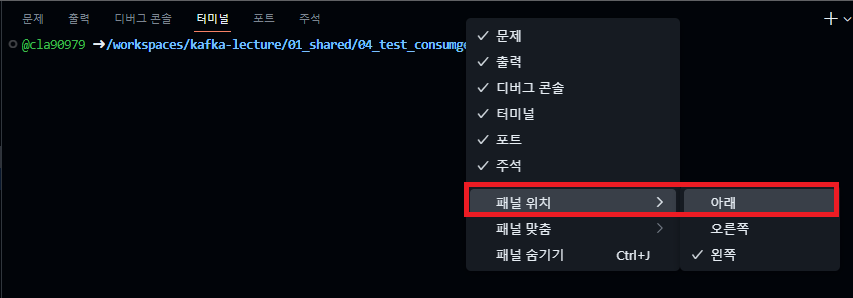 문제 출력 디버그 콘솔 터미널 포트 주석
@cla90979 ➜/workspaces/kafka-lecture/01_shared/04_test_consumg
문제
출력
디버그 콘솔
터미널
포트
주석
패널 위치 아래
패널 맞춤 오른쪽
패널 숨기기 Ctrl+J 왼쪽